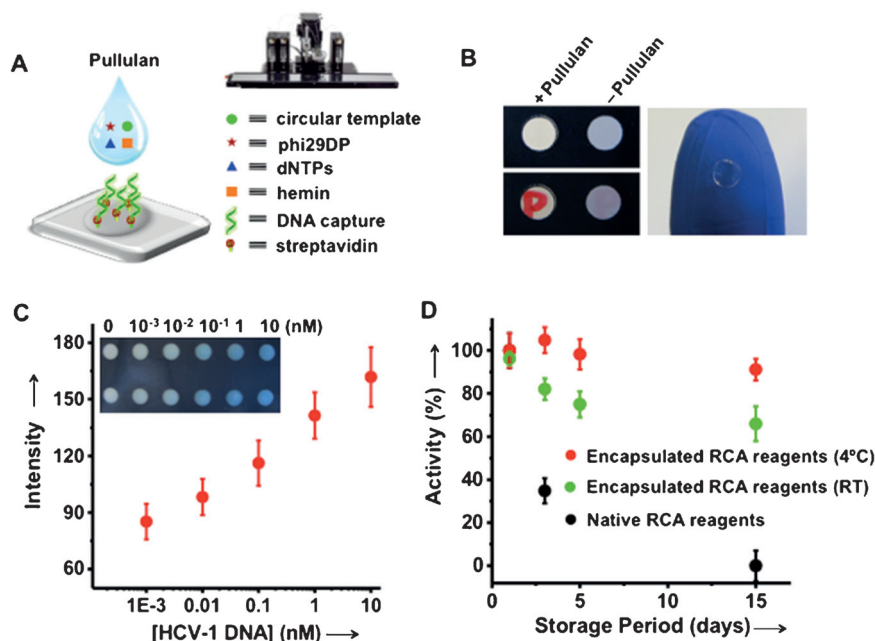 A
Pullulan
circular template
phi29DP
dNTPs
hemin
DNA capture
streptavidin
B
+Pullulan
–Pullulan
P
C
0 10-3 10-2 10-1 1 10 (nM)
180
150
120
90
60
Intensity
1E-3 0.01 0.1 1 10
[HCV-1 DNA] (nM)
D
100
80
60
40
20
0
Activity (%)
Encapsulated RCA reagents (4ºC)
Encapsulated RCA reagents (RT)
Native RCA reagents
0 5 10 15
Storage Period (days)